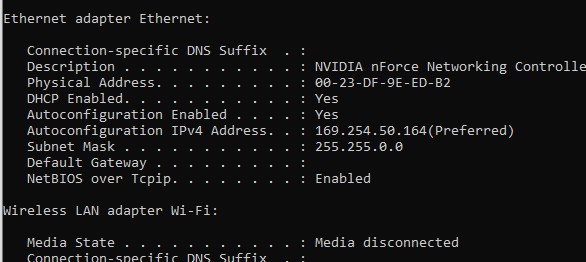 Ethernet adapter Ethernet:
Connection-specific DNS Suffix  . :
Description . . . . . . . . . . . : NVIDIA nForce Networking Controlle
Physical Address. . . . . . . . . : 00-23-DF-9E-ED-B2
DHCP Enabled. . . . . . . . . . . : Yes
Autoconfiguration Enabled . . . . : Yes
Autoconfiguration IPv4 Address. . : 169.254.50.164(Preferred)
Subnet Mask . . . . . . . . . . . : 255.255.0.0
Default Gateway . . . . . . . . . :
NetBIOS over Tcpip. . . . . . . . : Enabled
Wireless LAN adapter Wi-Fi:
Media State . . . . . . . . . . . : Media disconnected
Connection-specific DNS Suffix  . :